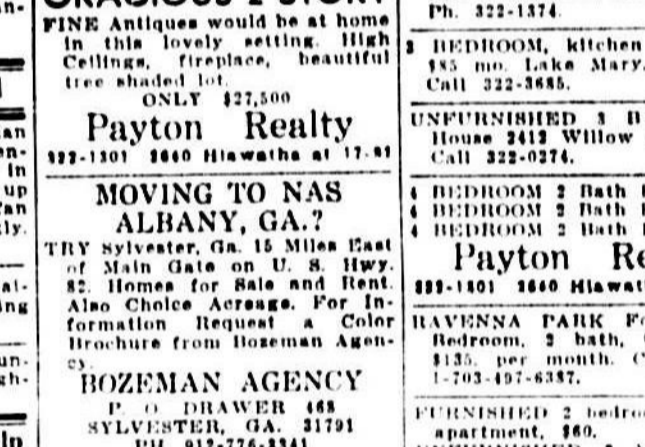 FINE Antiques would be at home
in this lovely setting. High
Ceilings, fireplace, beautiful
tree shaded lot.
ONLY $27,500
Payton Realty
322-1301 2640 Hiawatha at 17-92
MOVING TO NAS
ALBANY, GA.?
TRY Sylvester, Ga. 15 Miles East
of Main Gate on U. S. Hwy.
82. Homes for Sale and Rent.
Also Choice Acreage. For In-
formation Request a Color
Brochure from Bozeman Agen-
cy.
BOZEMAN AGENCY
P. O. DRAWER 468
SYLVESTER, GA. 31791
PH. 912-776-3341
Ph. 322-1374.
3 BEDROOM, kitchen
$85 mo. Lake Mary.
Call 322-3685.
UNFURNISHED 3 B
House 2413 Willow
Call 322-0274.
4 BEDROOM 2 Bath
4 BEDROOM 2 Bath
4 BEDROOM 2 Bath
Payton Re
322-1301 2640 Hiawat
RAVENNA PARK
Bedroom, 2 bath,
$135. per month.
1-703-497-6387.
FURNISHED 2 bedro
apartment, $60.